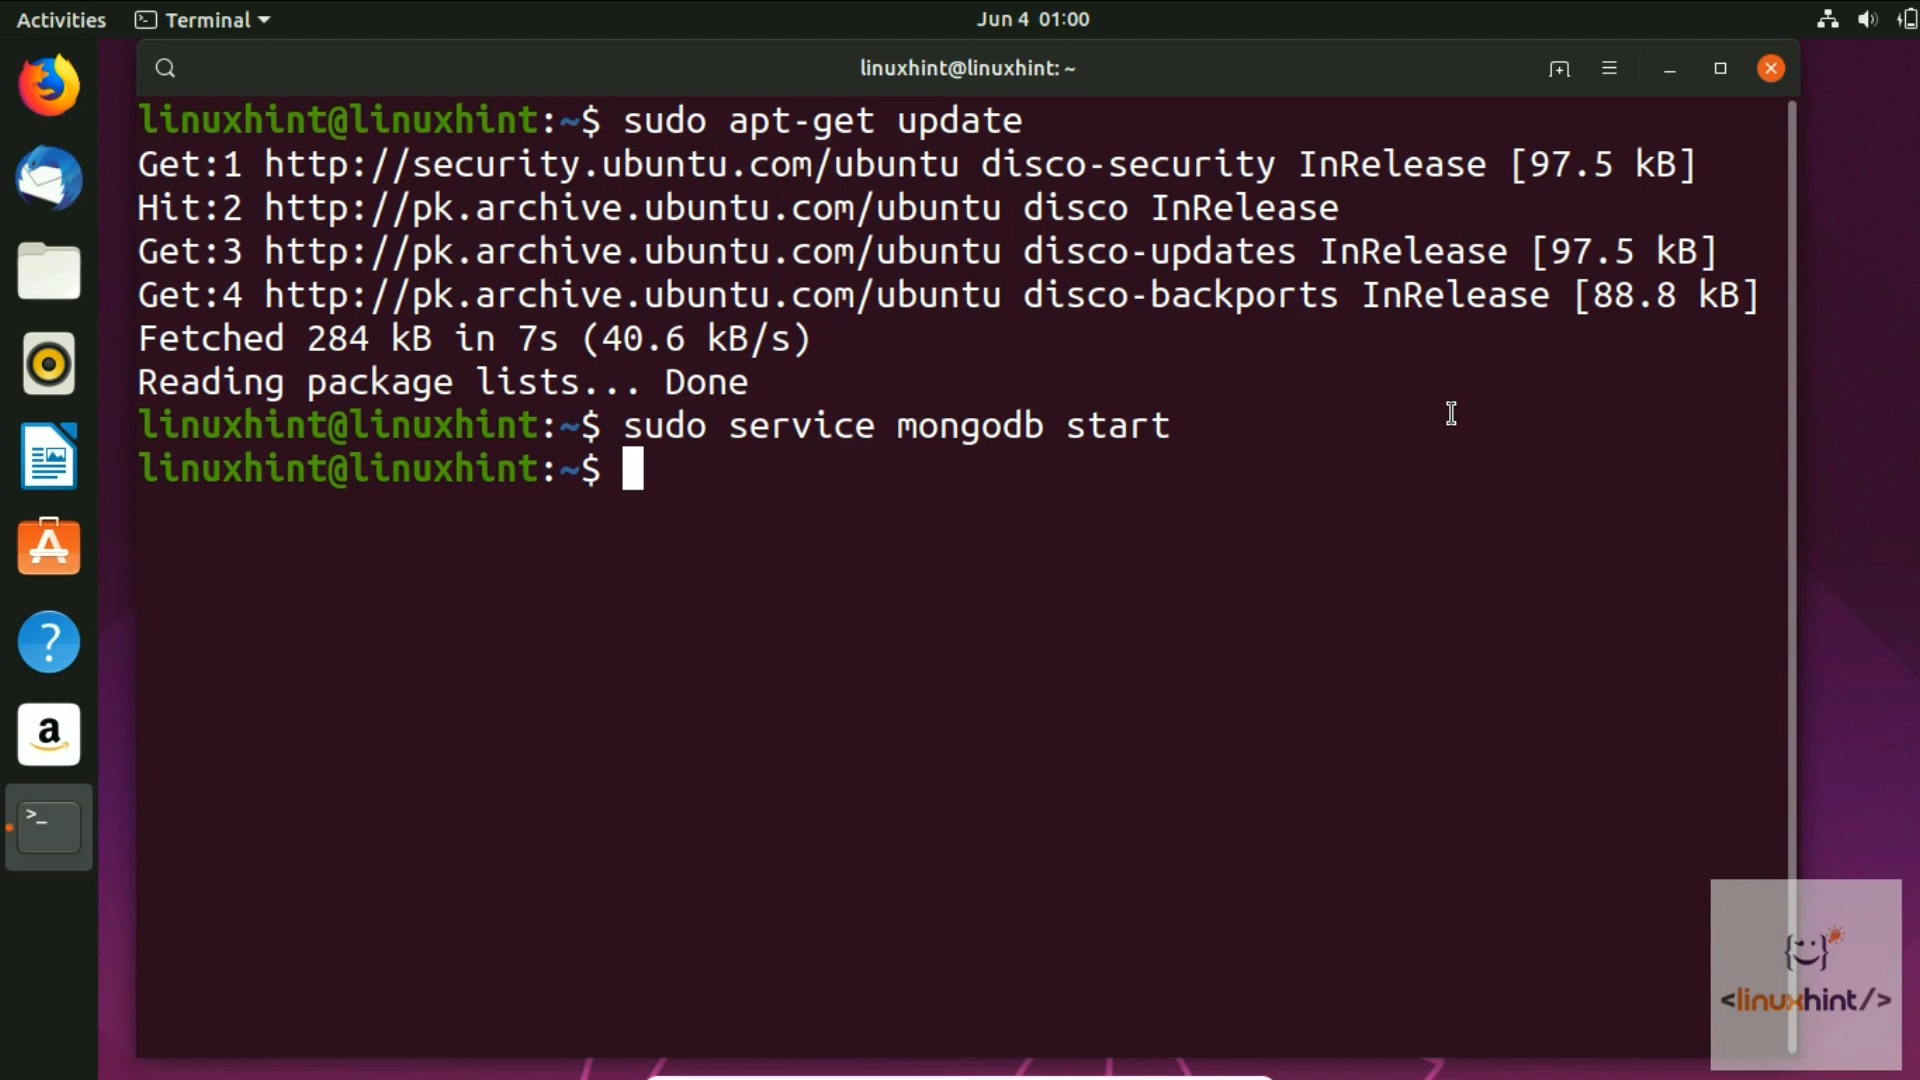 Activities Terminal Jun 4 01:00
linuxhint@linuxhint: ~
linuxhint@linuxhint:~$ sudo apt-get update
Get:1 http://security.ubuntu.com/ubuntu disco-security InRelease [97.5 kB]
Hit:2 http://pk.archive.ubuntu.com/ubuntu disco InRelease
Get:3 http://pk.archive.ubuntu.com/ubuntu disco-updates InRelease [97.5 kB]
Get:4 http://pk.archive.ubuntu.com/ubuntu disco-backports InRelease [88.8 kB]
Fetched 284 kB in 7s (40.6 kB/s)
Reading package lists... Done
linuxhint@linuxhint:~$ sudo service mongodb start
linuxhint@linuxhint:~$
<linuxhint/>